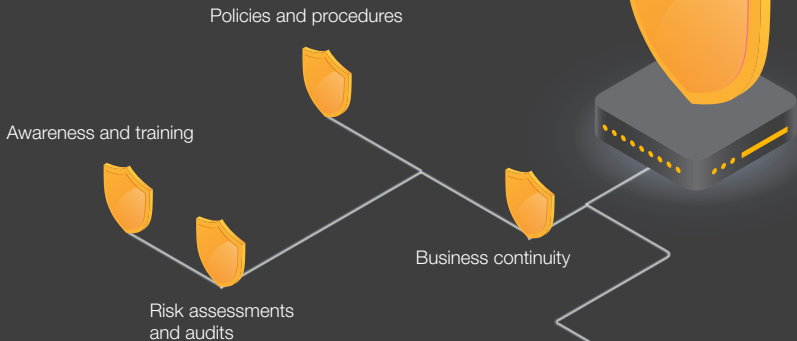 Policies and procedures
Awareness and training
Business continuity
Risk assessments
and audits